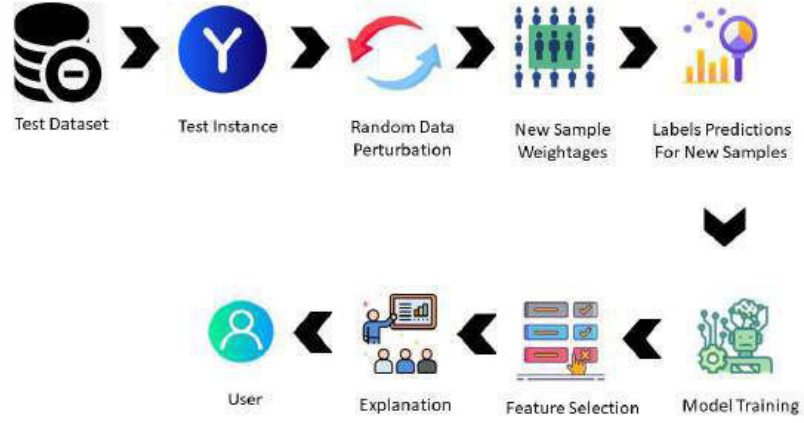 Test Dataset
Test Instance
Random Data
Perturbation
New Sample
Weightages
Labels Predictions
For New Samples
User
Explanation
Feature Selection
Model Training